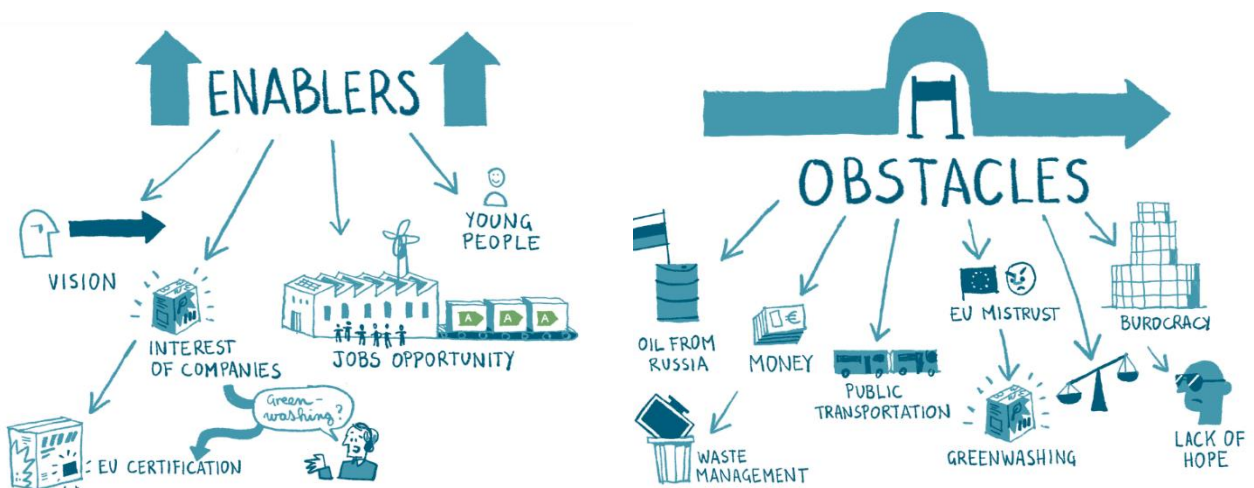 ENABLERS
VISION
INTEREST
OF COMPANIES
JOBS OPPORTUNITY
A A A
YOUNG
PEOPLE
Green-
washing?
EU CERTIFICATION
OBSTACLES
OIL FROM
RUSSIA
MONEY
€
PUBLIC
TRANSPORTATION
EU MISTRUST
BUROCRACY
WASTE
MANAGEMENT
GREENWASHING
LACK OF
HOPE